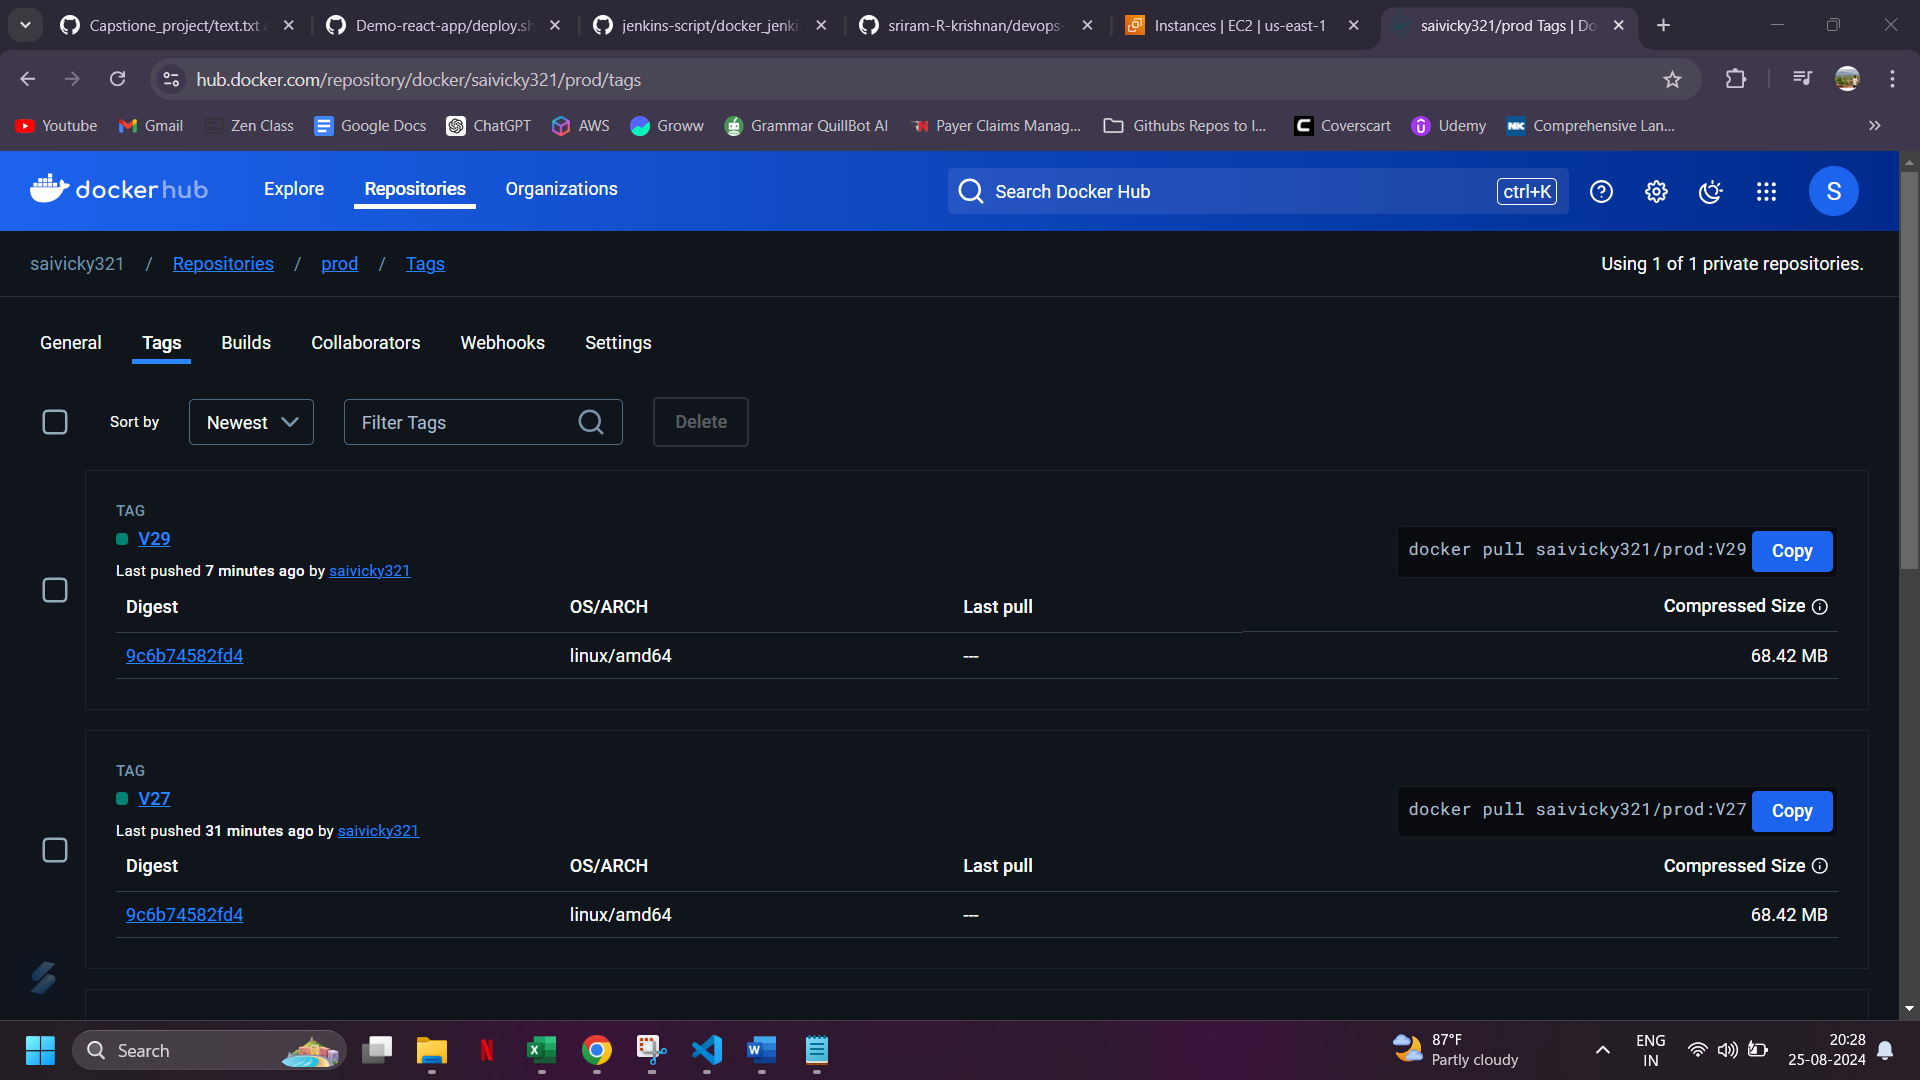 Capstione_project/text.txt a
Demo-react-app/deploy.sh
jenkins-script/docker_jenki
sriram-R-krishnan/devops-
Instances | EC2 | us-east-1
saivicky321/prod Tags | Do
hub.docker.com/repository/docker/saivicky321/prod/tags
Youtube
Gmail
Zen Class
Google Docs
ChatGPT
AWS
Groww
Grammar QuillBot AI
Payer Claims Manag...
Githubs Repos to I...
Coverscart
Udemy
NK Comprehensive Lan...
docker hub
Explore
Repositories
Organizations
Search Docker Hub
ctrl+K
S
saivicky321 / Repositories / prod / Tags
Using 1 of 1 private repositories.
General
Tags
Builds
Collaborators
Webhooks
Settings
Sort by
Newest
Filter Tags
Delete
TAG
V29
docker pull saivicky321/prod:V29
Copy
Last pushed 7 minutes ago by saivicky321
Digest OS/ARCH Last pull Compressed Size
9c6b74582fd4 linux/amd64 --- 68.42 MB
TAG
V27
docker pull saivicky321/prod:V27
Copy
Last pushed 31 minutes ago by saivicky321
Digest OS/ARCH Last pull Compressed Size
9c6b74582fd4 linux/amd64 --- 68.42 MB
Search
87°F
Partly cloudy
ENG
IN
20:28
25-08-2024